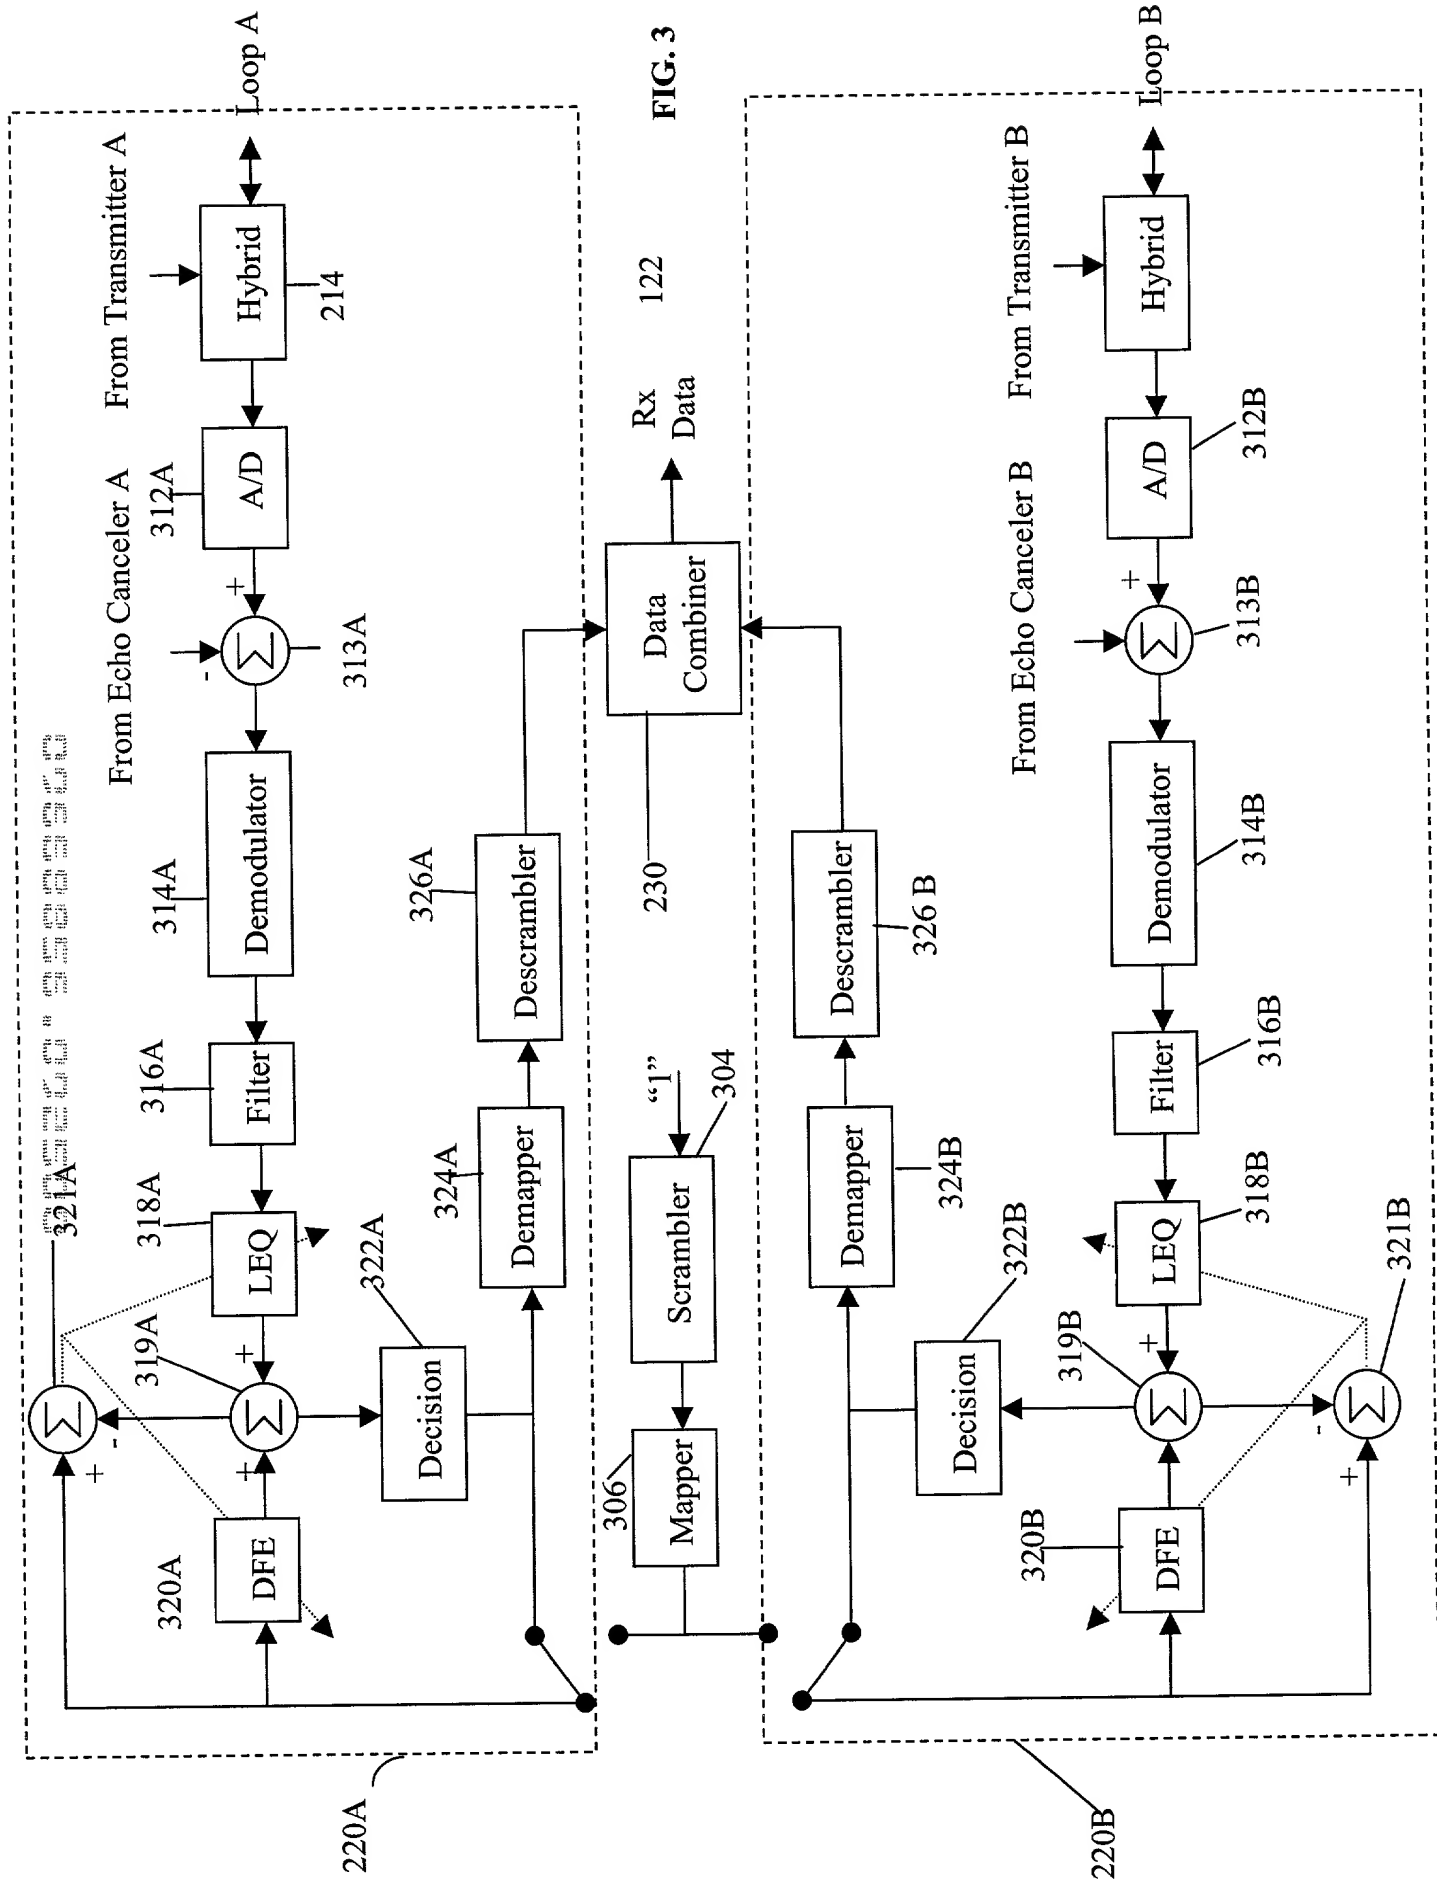 FIG. 3
220A
Loop A
From Transmitter A
Hybrid
214
A/D
312A
From Echo Canceler A
+
-
Σ
313A
Demodulator
314A
Filter
316A
LEQ
318A
+
Σ
319A
+
DFE
320A
Σ
321A
-
+
Decision
322A
Demapper
324A
Descrambler
326A
Data
Combiner
230
Rx
Data
122
"1"
Scrambler
304
Mapper
306
220B
Loop B
From Transmitter B
Hybrid
A/D
312B
From Echo Canceler B
+
Σ
313B
Demodulator
314B
Filter
316B
LEQ
318B
+
Σ
319B
DFE
320B
Σ
321B
-
+
Decision
322B
Demapper
324B
Descrambler
326 B